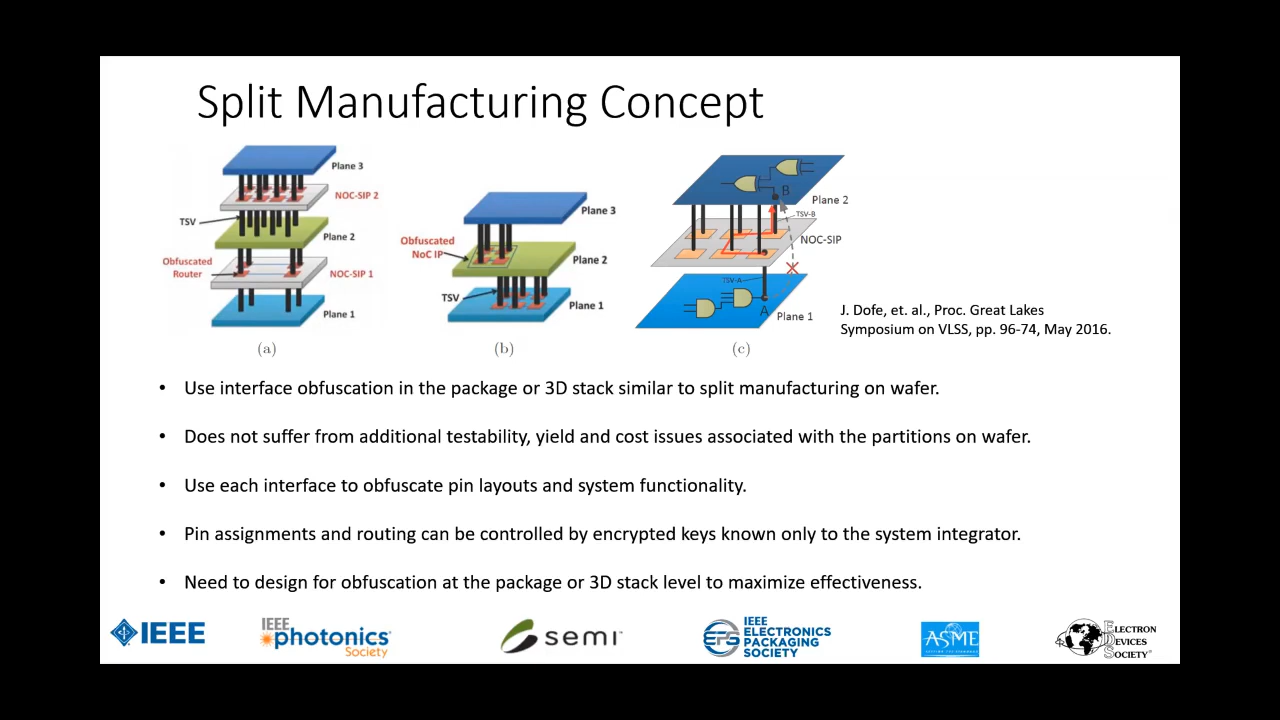 Split Manufacturing Concept
Plane 3
NOC-SIP 2
TSV
Plane 2
Obfuscated
Router
NOC-SIP 1
Plane 1
(a)
Plane 3
Obfuscated
NoC IP
Plane 2
TSV
Plane 1
(b)
B
Plane 2
TSV-B
NOC-SIP
TSV-A
A
Plane 1
(c)
J. Dofe, et. al., Proc. Great Lakes
Symposium on VLSS, pp. 96-74, May 2016.
• Use interface obfuscation in the package or 3D stack similar to split manufacturing on wafer.
• Does not suffer from additional testability, yield and cost issues associated with the partitions on wafer.
• Use each interface to obfuscate pin layouts and system functionality.
• Pin assignments and routing can be controlled by encrypted keys known only to the system integrator.
• Need to design for obfuscation at the package or 3D stack level to maximize effectiveness.
IEEE
IEEE
photonics
Society
semi
EPS
IEEE
ELECTRONICS
PACKAGING
SOCIETY
ASME
ELECTRON
DEVICES
SOCIETY®